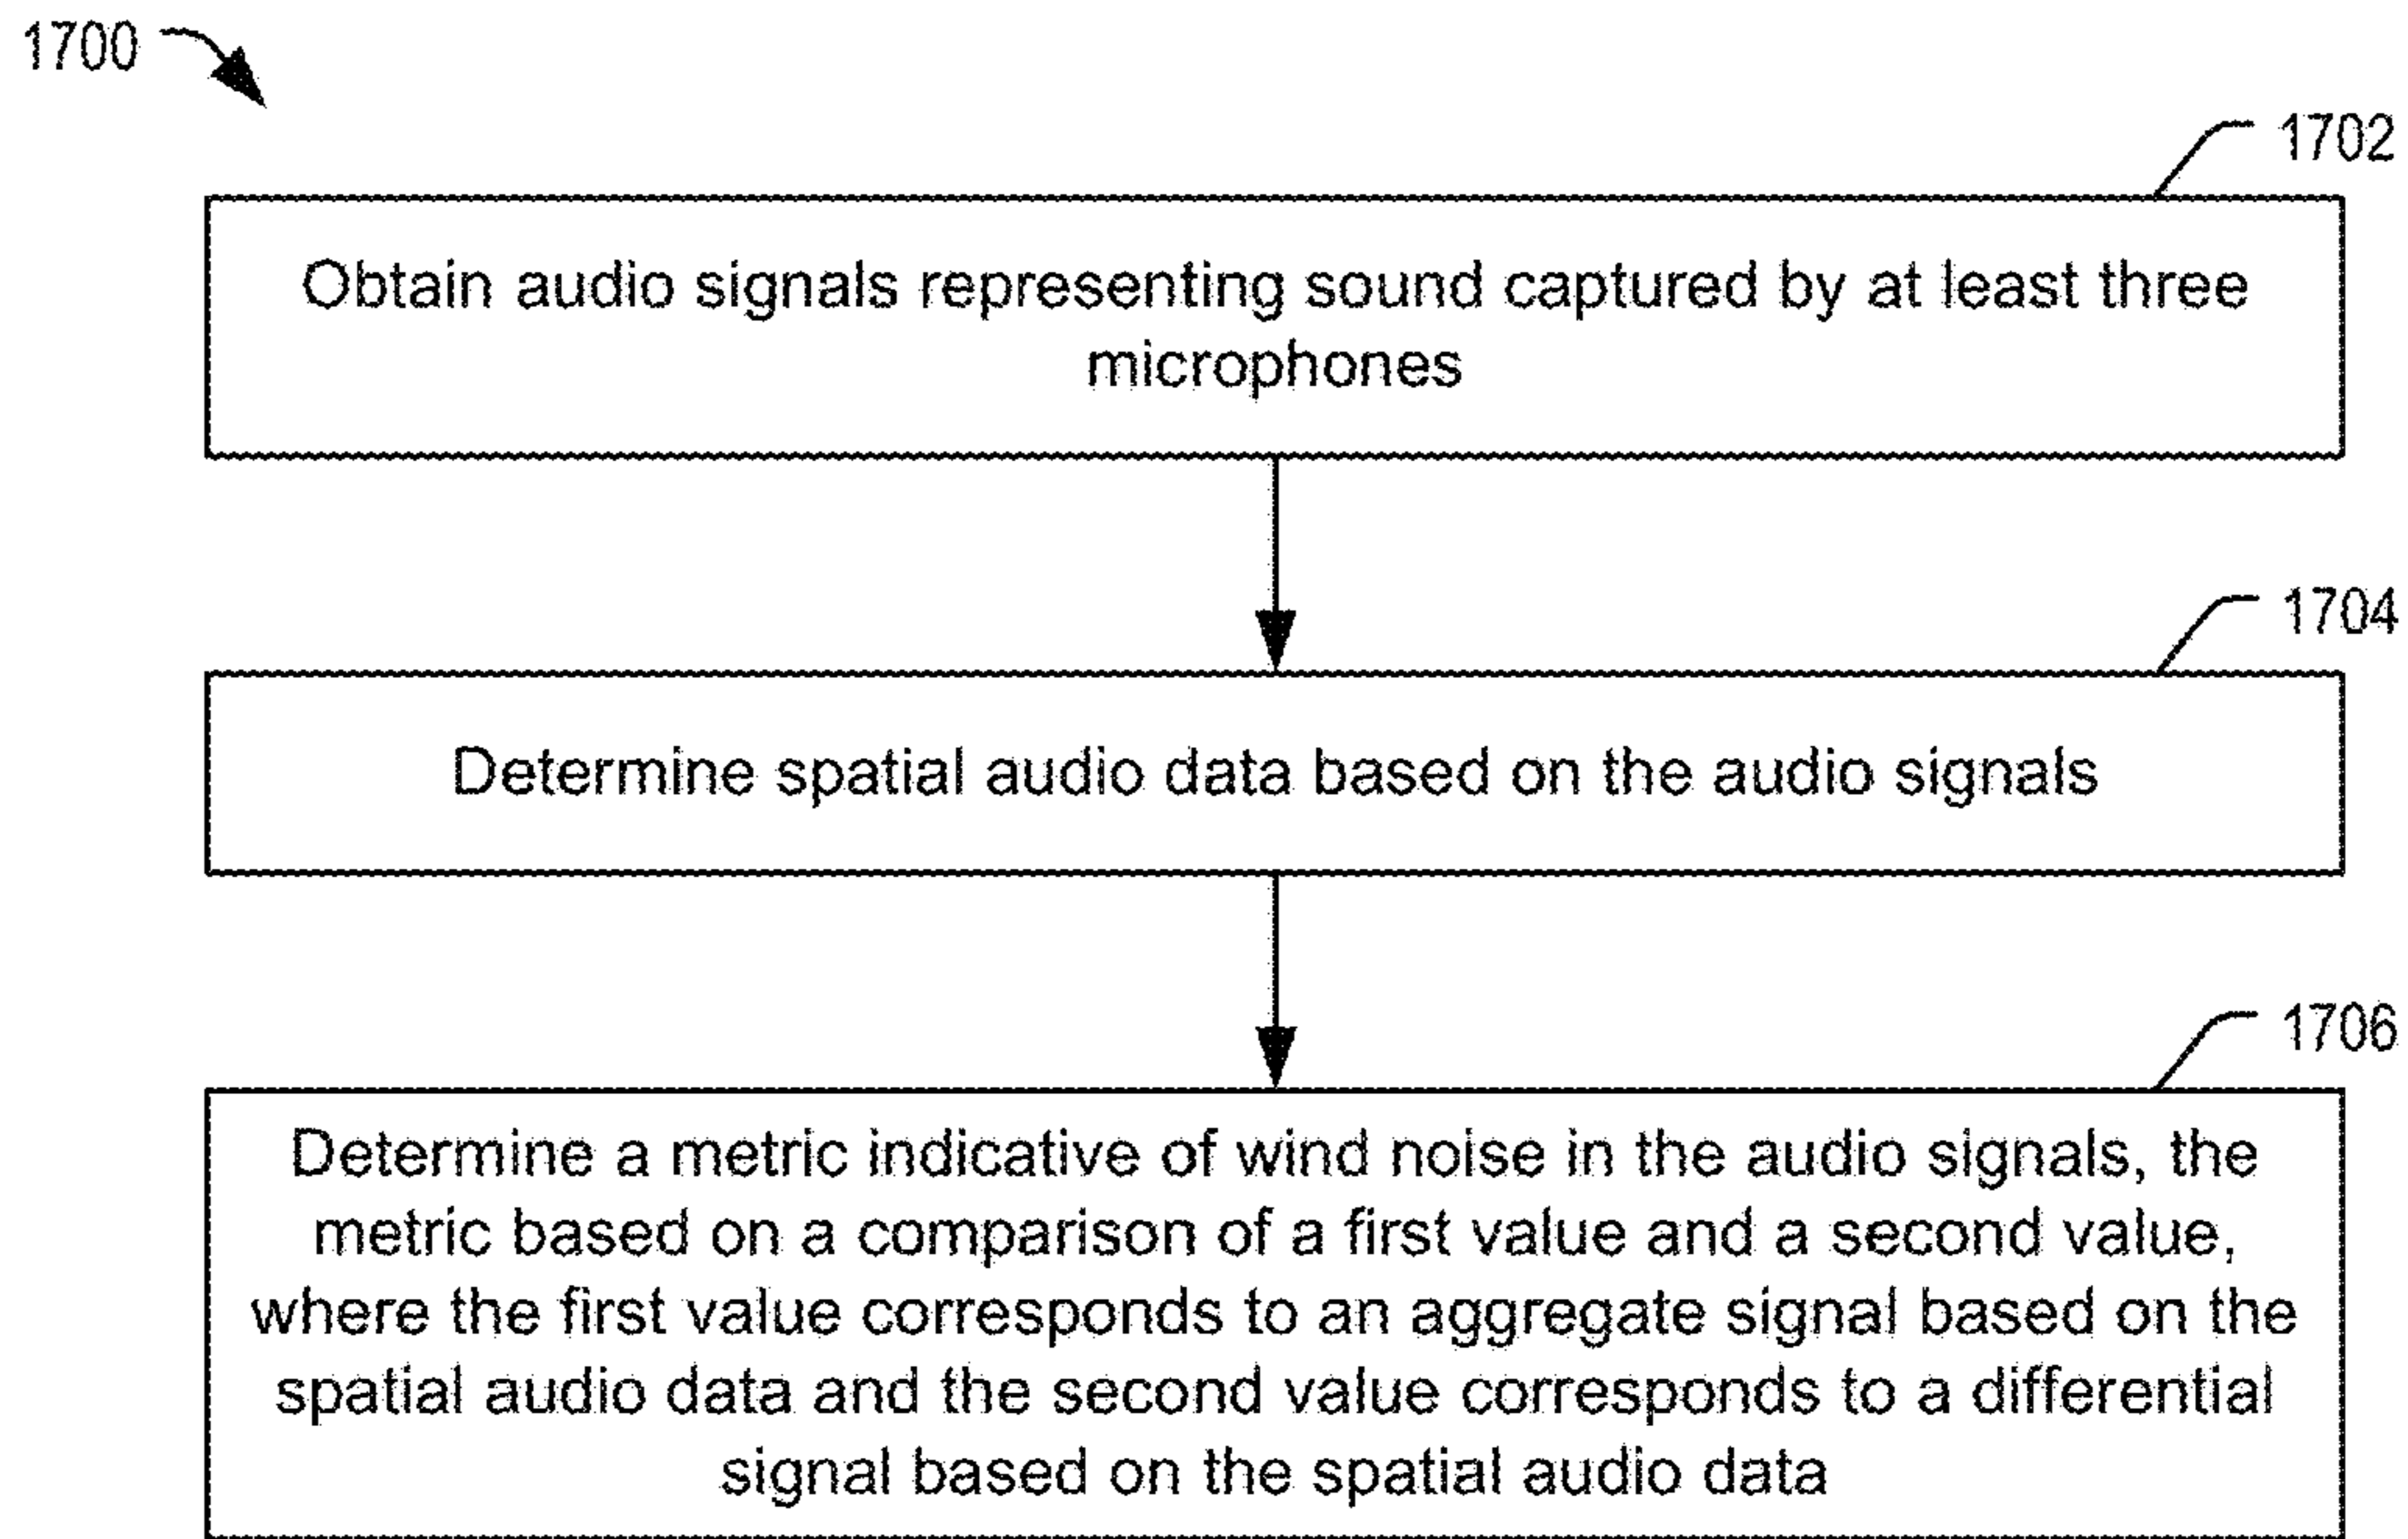 1700
1702
Obtain audio signals representing sound captured by at least three
microphones
1704
Determine spatial audio data based on the audio signals
1706
Determine a metric indicative of wind noise in the audio signals, the
metric based on a comparison of a first value and a second value,
where the first value corresponds to an aggregate signal based on the
spatial audio data and the second value corresponds to a differential
signal based on the spatial audio data